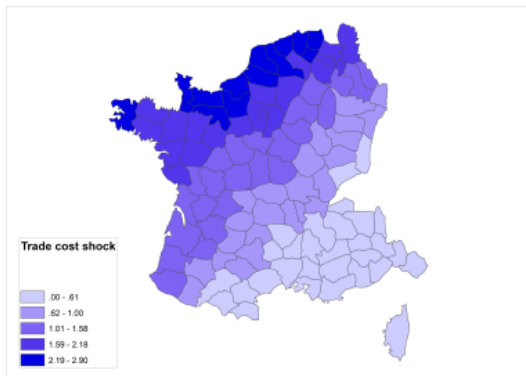 Trade cost shock
.00 - .61
.62 - 1.00
1.01 - 1.58
1.59 - 2.18
2.19 - 2.90